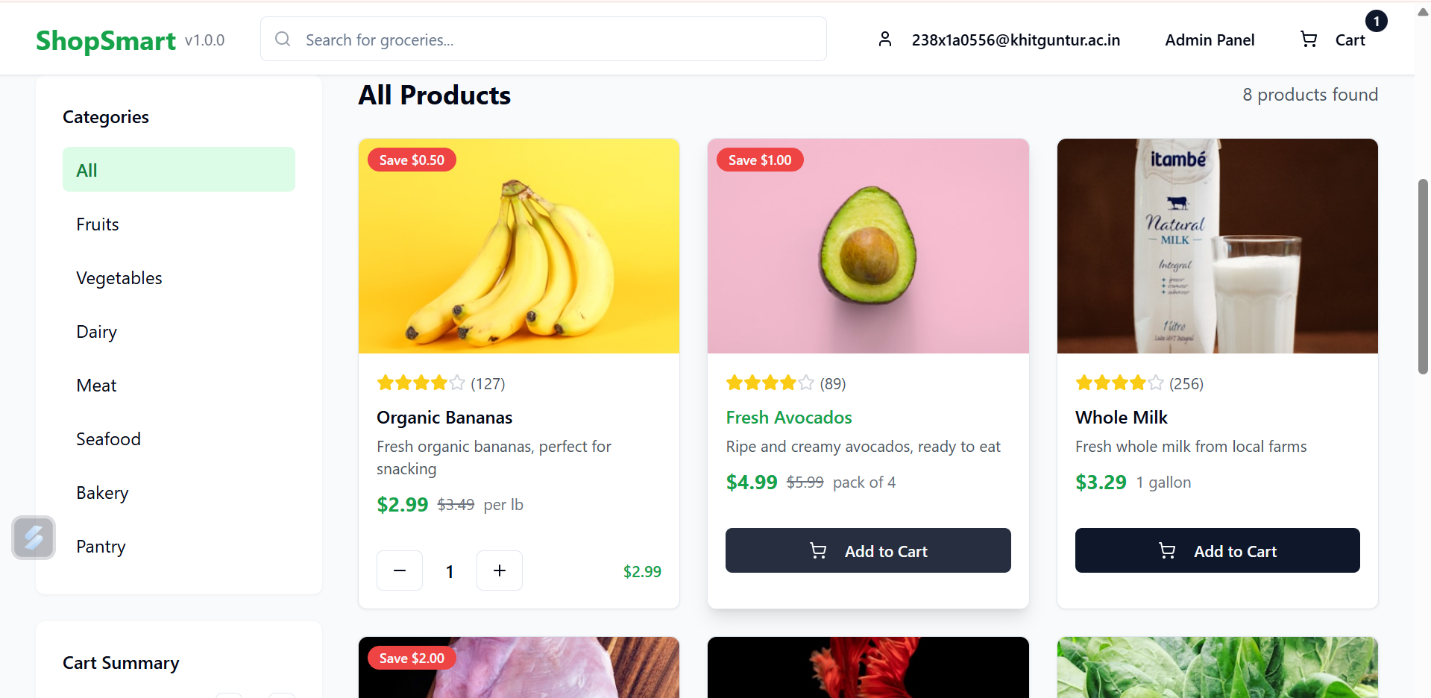 ShopSmart v1.0.0
Search for groceries...
238x1a0556@khitguntur.ac.in
Admin Panel
Cart
1
Categories
All
Fruits
Vegetables
Dairy
Meat
Seafood
Bakery
Pantry
Cart Summary
All Products
8 products found
Save $0.50
(127)
Organic Bananas
Fresh organic bananas, perfect for
snacking
$2.99 $3.49 per lb
1
$2.99
Save $1.00
(89)
Fresh Avocados
Ripe and creamy avocados, ready to eat
$4.99 $5.99 pack of 4
Add to Cart
itambé
Natural
MILK
Integral
Nitro
(256)
Whole Milk
Fresh whole milk from local farms
$3.29 1 gallon
Add to Cart
Save $2.00